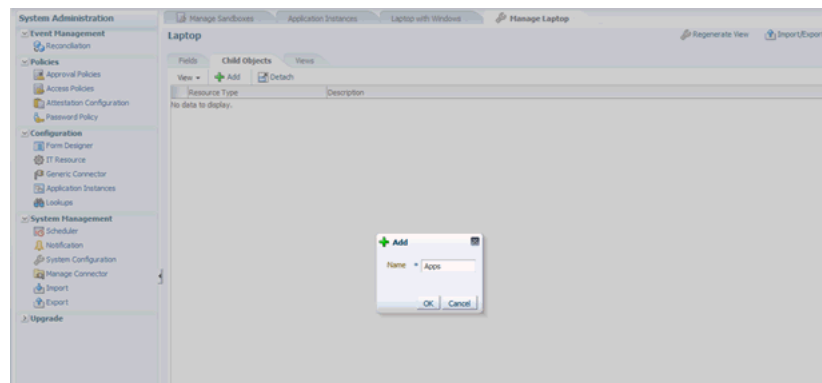 System Administration
Event Management
Reconciliation
Policies
Approval Policies
Access Policies
Attestation Configuration
Password Policy
Configuration
Form Designer
IT Resource
Generic Connector
Application Instances
Lookups
System Management
Scheduler
Notification
System Configuration
Manage Connector
Import
Export
Upgrade
Manage Sandboxes
Application Instances
Laptop with Windows
Manage Laptop
Laptop
Regenerate View
Import/Export
Fields
Child Objects
Views
View
Add
Detach
Resource Type
Description
No data to display.
Add
Name * Apps
OK
Cancel